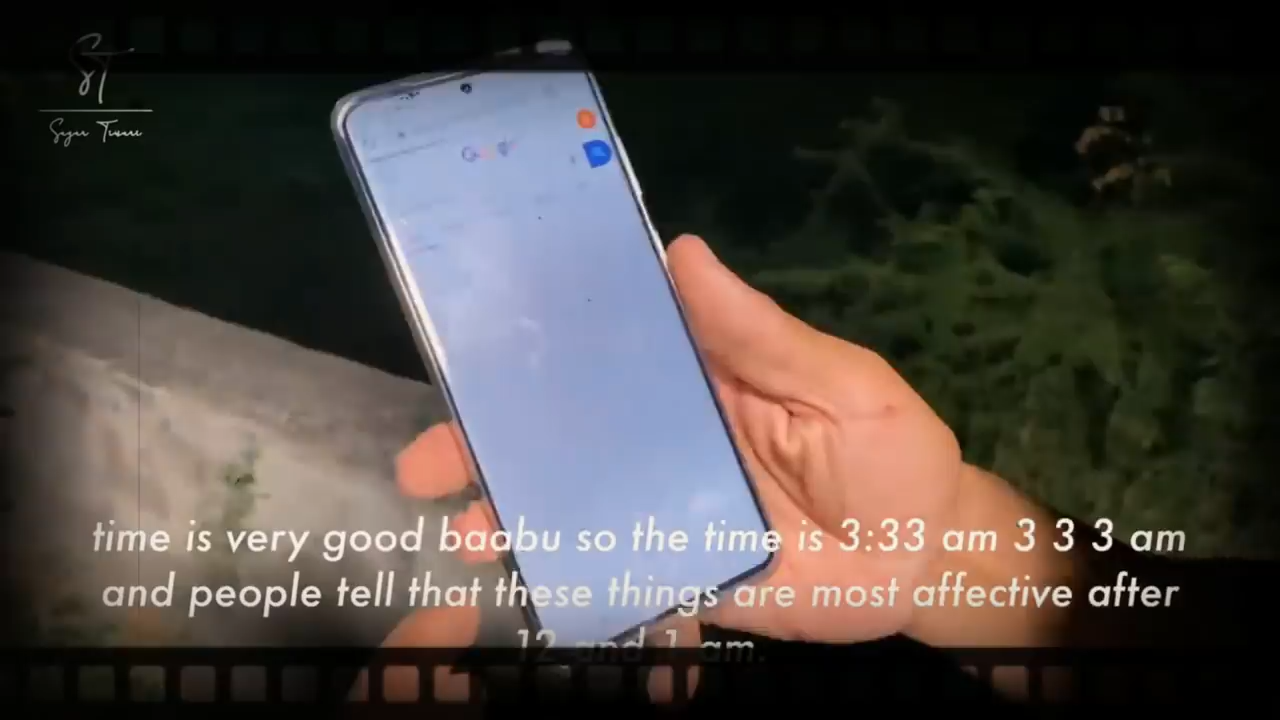 ST
time is very good baabu so the time is 3:33 am 3 3 3 am
and people tell that these things are most affective after
12 and 1 am.